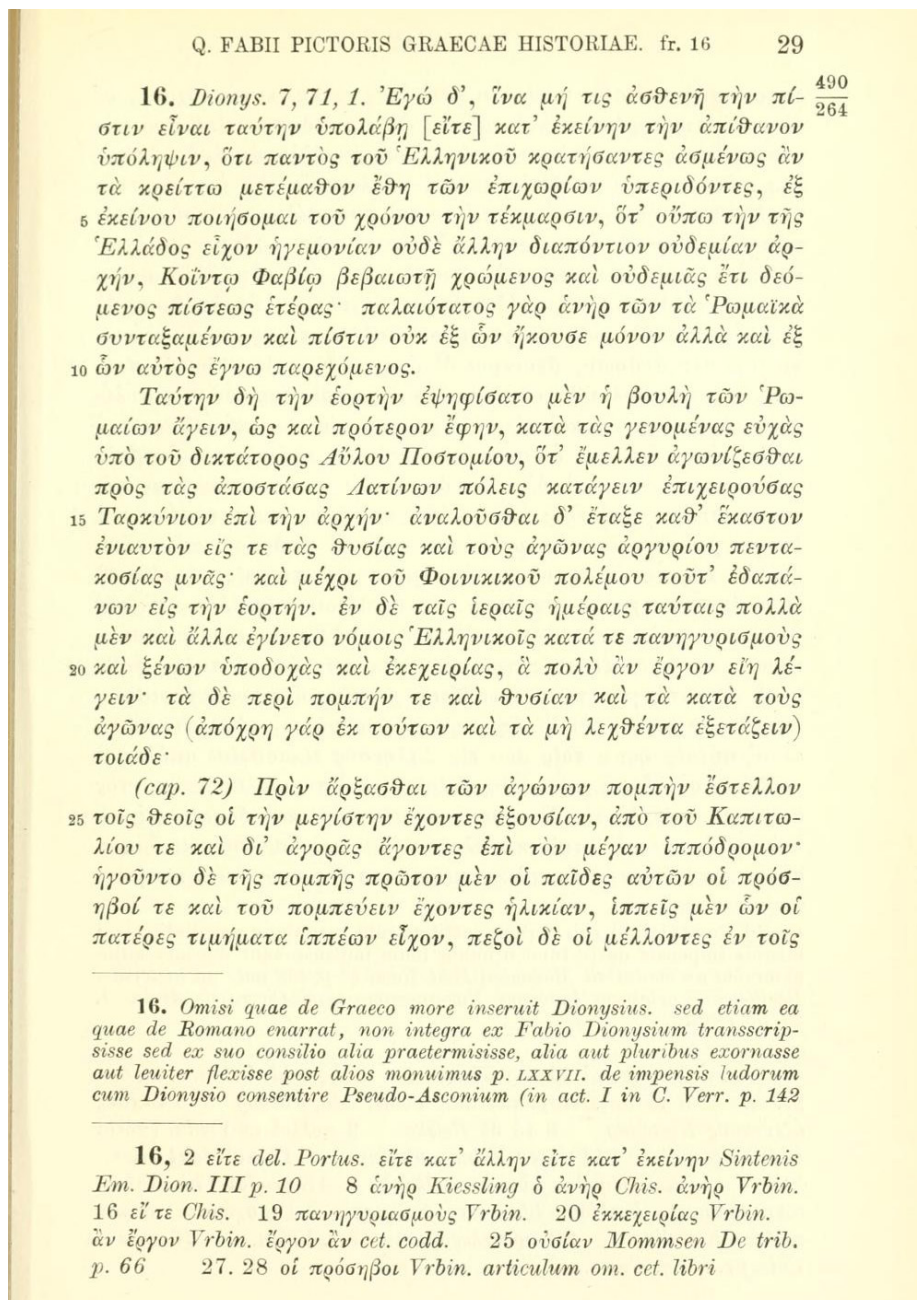 Q. FABII PICTORIS GRAECAE HISTORIAE. fr. 16 29
16. Dionys. 7, 71, 1. Ἐγὼ δ', ἵνα μή τις ἀσθενῆ τὴν πί- 490
στιν εἶναι ταύτην ὑπολάβῃ [εἴτε] κατ' ἐκείνην τὴν ἀπίθανον 264
ὑπόληψιν, ὅτι παντὸς τοῦ Ἑλληνικοῦ κρατήσαντες ἀσμένως ἂν
τὰ κρείττω μετέμαθον ἔθη τῶν ἐπιχωρίων ὑπεριδόντες, ἐξ
5 ἐκείνου ποιήσομαι τοῦ χρόνου τὴν τέκμαρσιν, ὅτ' οὔπω τὴν τῆς
Ἑλλάδος εἶχον ἡγεμονίαν οὐδὲ ἄλλην διαπόντιον οὐδεμίαν ἀρ-
χήν, Κοΐντῳ Φαβίῳ βεβαιωτῇ χρώμενος καὶ οὐδεμιᾶς ἔτι δεό-
μενος πίστεως ἑτέρας· παλαιότατος γὰρ ἁνὴρ τῶν τὰ Ῥωμαϊκὰ
συνταξαμένων καὶ πίστιν οὐκ ἐξ ὧν ἤκουσε μόνον ἀλλὰ καὶ ἐξ
10 ὧν αὐτὸς ἔγνω παρεχόμενος.
Ταύτην δὴ τὴν ἑορτὴν ἐψηφίσατο μὲν ἡ βουλὴ τῶν Ῥω-
μαίων ἄγειν, ὡς καὶ πρότερον ἔφην, κατὰ τὰς γενομένας εὐχὰς
ὑπὸ τοῦ δικτάτορος Αὔλου Ποστομίου, ὅτ' ἔμελλεν ἀγωνίζεσθαι
πρὸς τὰς ἀποστάσας Λατίνων πόλεις κατάγειν ἐπιχειρούσας
15 Ταρκύνιον ἐπὶ τὴν ἀρχήν· ἀναλοῦσθαι δ' ἔταξε καθ' ἕκαστον
ἐνιαυτὸν εἴς τε τὰς θυσίας καὶ τοὺς ἀγῶνας ἀργυρίου πεντα-
κοσίας μνᾶς· καὶ μέχρι τοῦ Φοινικικοῦ πολέμου τοῦτ' ἐδαπά-
νων εἰς τὴν ἑορτήν. ἐν δὲ ταῖς ἱεραῖς ἡμέραις ταύταις πολλὰ
μὲν καὶ ἄλλα ἐγίνετο νόμοις Ἑλληνικοῖς κατά τε πανηγυρισμοὺς
20 καὶ ξένων ὑποδοχὰς καὶ ἐκεχειρίας, ἃ πολὺ ἂν ἔργον εἴη λέ-
γειν· τὰ δὲ περὶ πομπήν τε καὶ θυσίαν καὶ τὰ κατὰ τοὺς
ἀγῶνας (ἀπόχρη γάρ ἐκ τούτων καὶ τὰ μὴ λεχθέντα ἐξετάζειν)
τοιάδε·
(cap. 72) Πρὶν ἄρξασθαι τῶν ἀγώνων πομπὴν ἔστελλον
25 τοῖς θεοῖς οἱ τὴν μεγίστην ἔχοντες ἐξουσίαν, ἀπὸ τοῦ Καπιτω-
λίου τε καὶ δι' ἀγορᾶς ἄγοντες ἐπὶ τὸν μέγαν ἱππόδρομον·
ἡγοῦντο δὲ τῆς πομπῆς πρῶτον μὲν οἱ παῖδες αὐτῶν οἱ πρόσ-
ηβοί τε καὶ τοῦ πομπεύειν ἔχοντες ἡλικίαν, ἱππεῖς μὲν ὧν οἱ
πατέρες τιμήματα ἱππέων εἶχον, πεζοὶ δὲ οἱ μέλλοντες ἐν τοῖς
16. Omisi quae de Graeco more inseruit Dionysius. sed etiam ea
quae de Romano enarrat, non integra ex Fabio Dionysium transscrip-
sisse sed ex suo consilio alia praetermisisse, alia aut pluribus exornasse
aut leuiter flexisse post alios monuimus p. LXXVII. de impensis ludorum
cum Dionysio consentire Pseudo-Asconium (in act. I in C. Verr. p. 142
16, 2 εἴτε del. Portus. εἴτε κατ' ἄλλην εἴτε κατ' ἐκείνην Sintenis
Em. Dion. III p. 10 8 ἁνὴρ Kiessling ὁ ἀνὴρ Chis. ἀνὴρ Vrbin.
16 εἴ τε Chis. 19 πανηγυριασμοὺς Vrbin. 20 ἐκκεχειρίας Vrbin.
ἂν ἔργον Vrbin. ἔργον ἂν cet. codd. 25 οὐσίαν Mommsen De trib.
p. 66 27. 28 οἱ πρόσηβοι Vrbin. articulum om. cet. libri